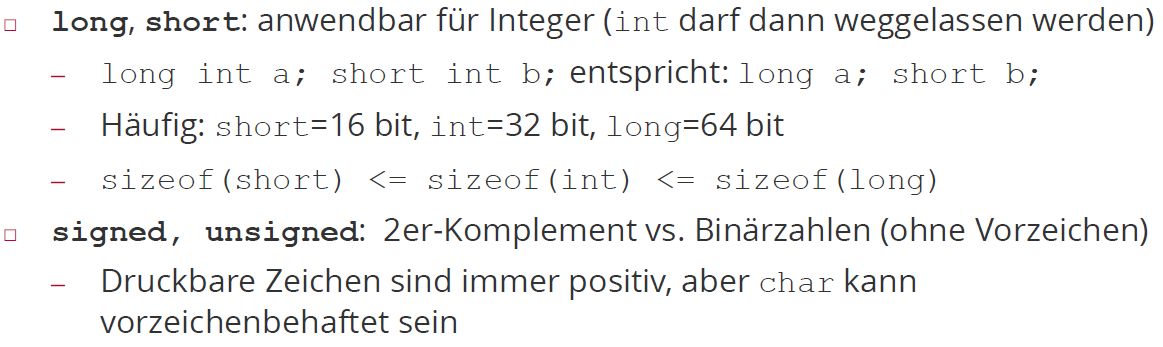 long, short: anwendbar für Integer (int darf dann weggelassen werden)
– long int a; short int b; entspricht: long a; short b;
– Häufig: short=16 bit, int=32 bit, long=64 bit
– sizeof(short) <= sizeof(int) <= sizeof(long)
signed, unsigned: 2er-Komplement vs. Binärzahlen (ohne Vorzeichen)
– Druckbare Zeichen sind immer positiv, aber char kann
vorzeichenbehaftet sein